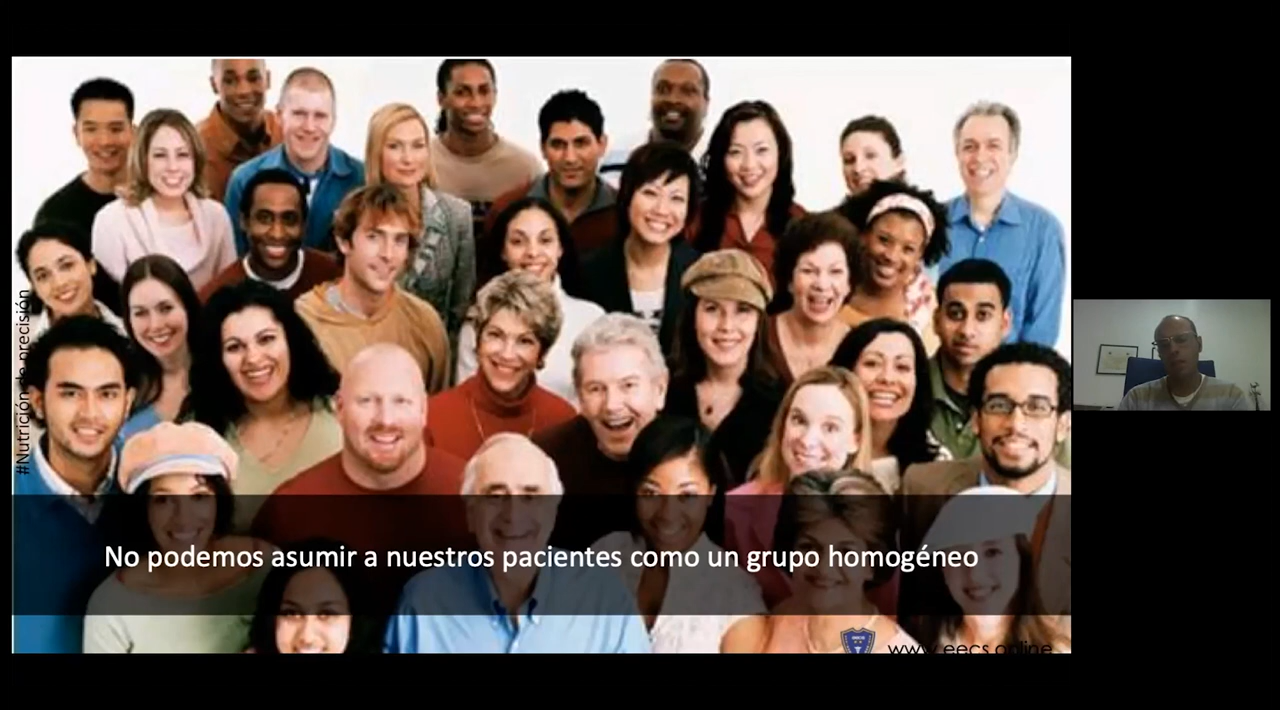 #Nutrición de precisión
No podemos asumir a nuestros pacientes como un grupo homogéneo
www.eecs.online